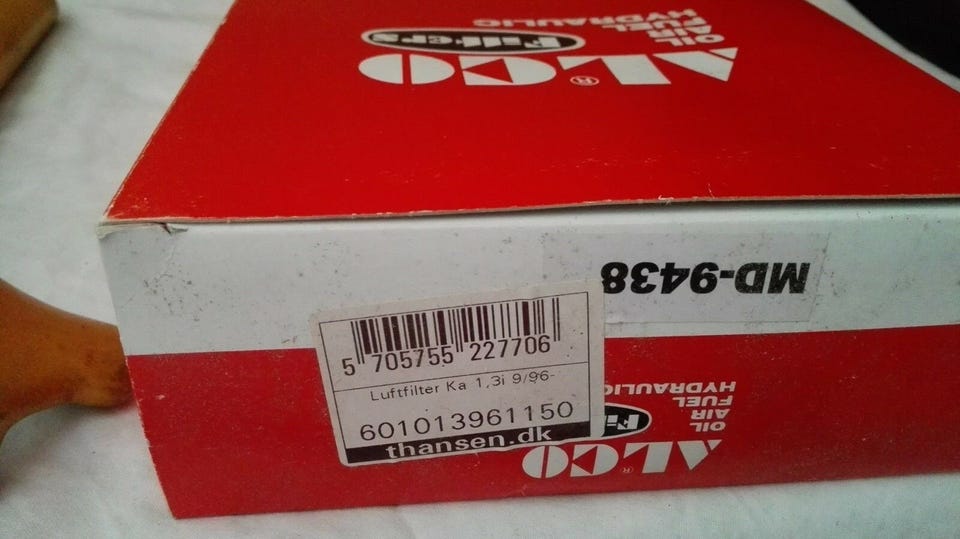 ALCO ®
Filters
OIL
AIR
FUEL
HYDRAULIC
MD-9438
5 705755 227706
Luftfilter Ka 1,3i 9/96-
601013961150
thansen.dk
ALCO ®
Fi
OIL
AIR
FUEL
HYDRAULIC